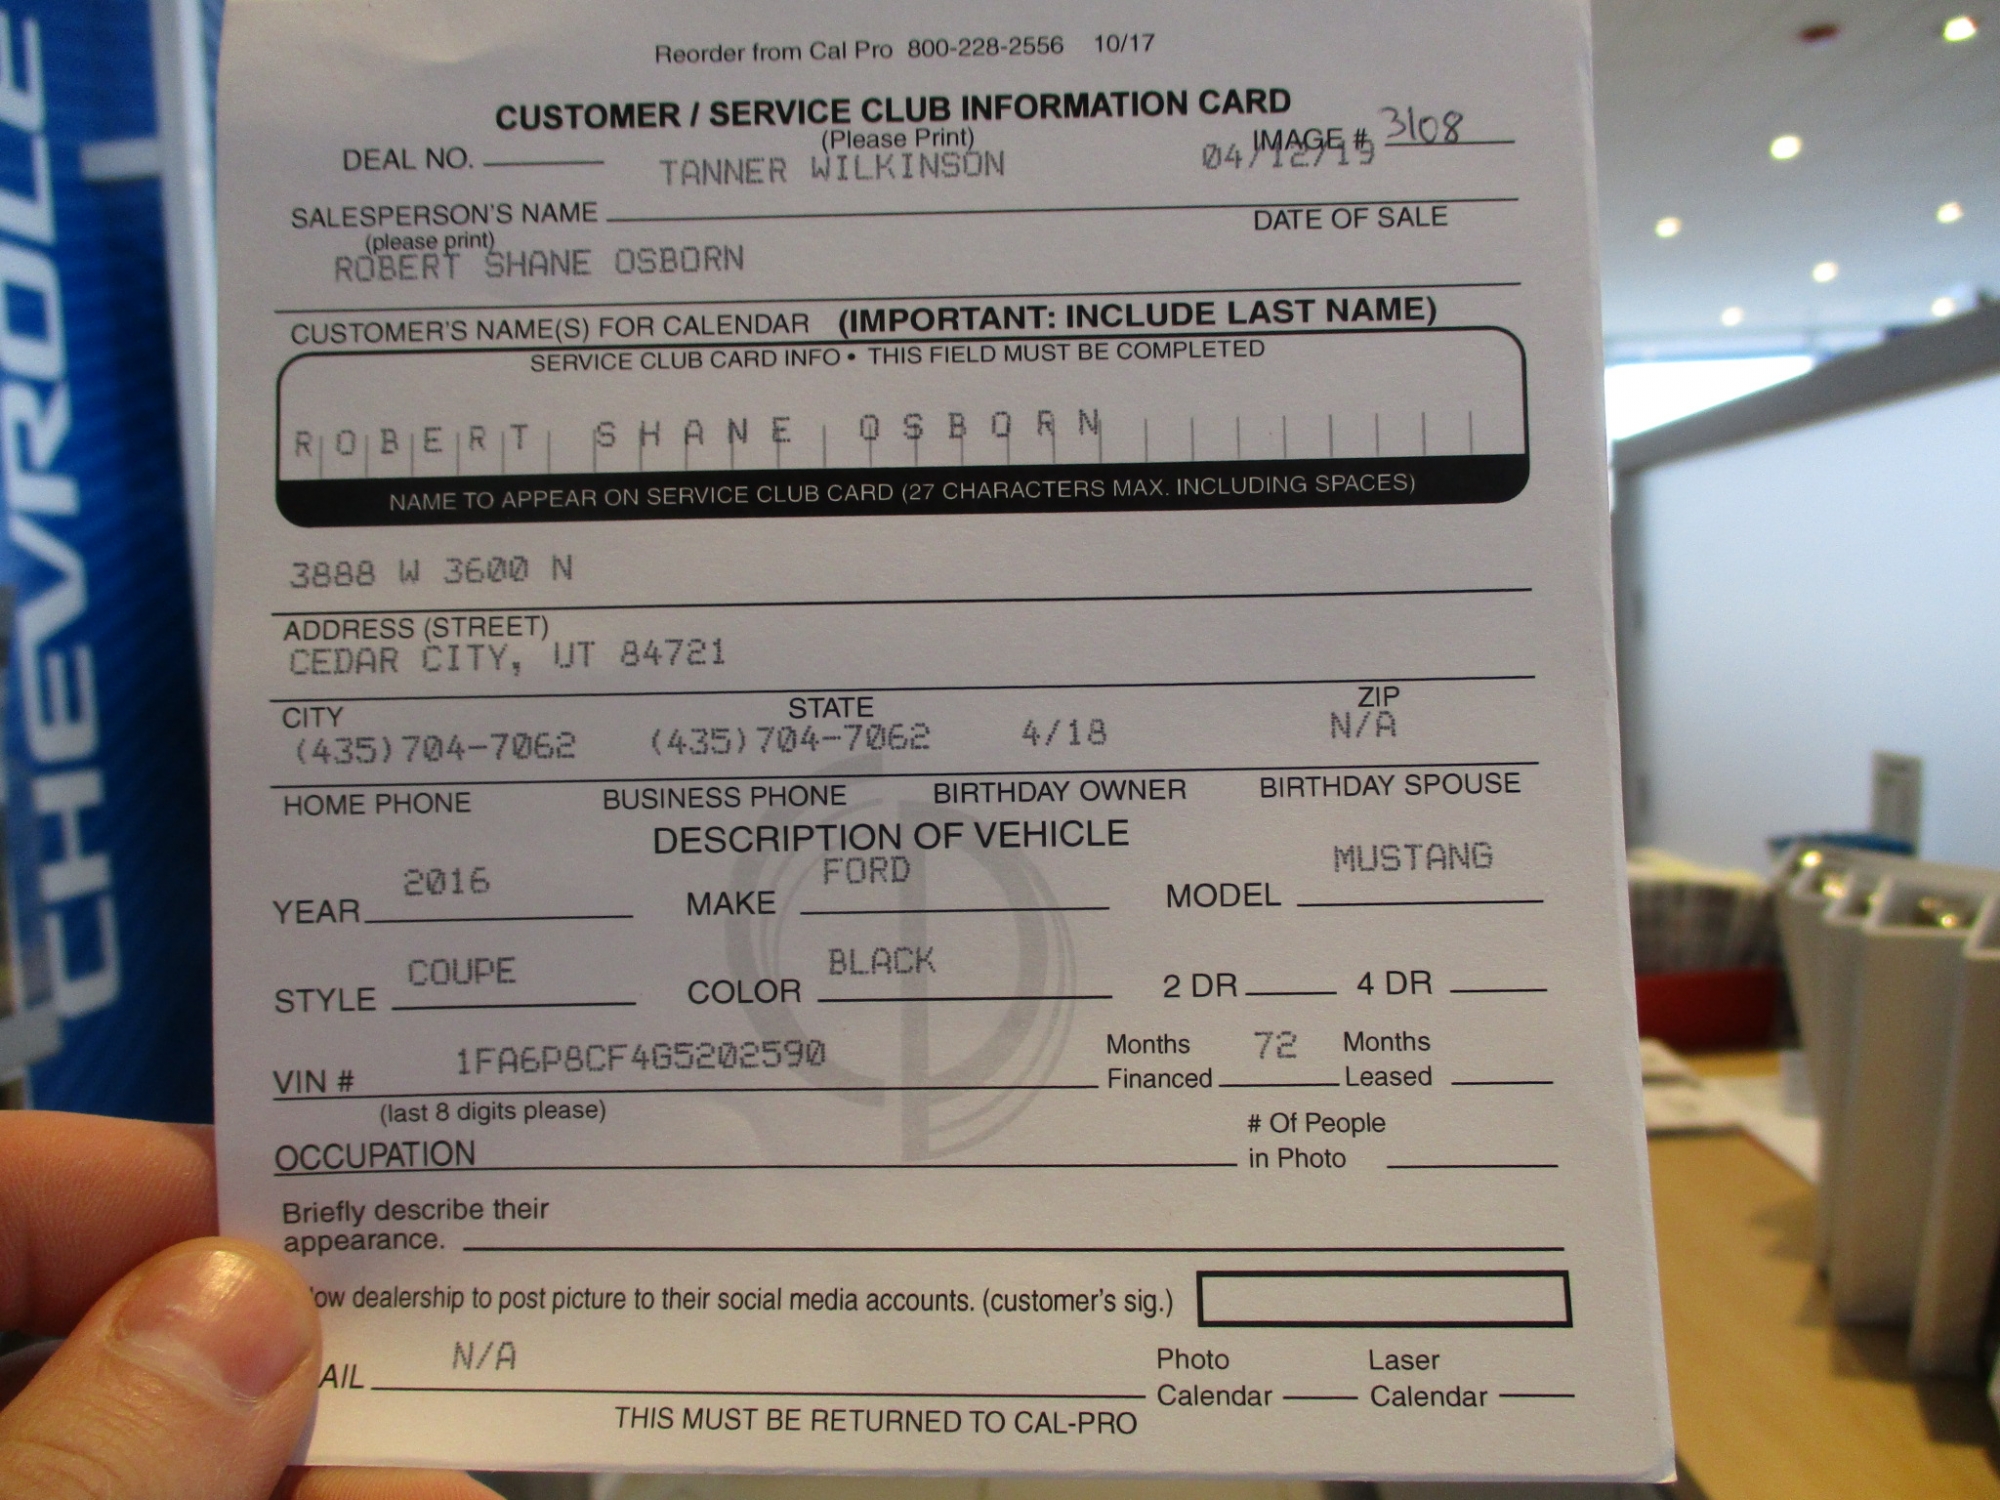 CHEVROLE
Reorder from Cal Pro 800-228-2556 10/17
CUSTOMER / SERVICE CLUB INFORMATION CARD
(Please Print)
IMAGE # 3108
DEAL NO.
TANNER WILKINSON 04/12/19
SALESPERSON'S NAME DATE OF SALE
(please print)
ROBERT SHANE OSBORN
CUSTOMER'S NAME(S) FOR CALENDAR (IMPORTANT: INCLUDE LAST NAME)
SERVICE CLUB CARD INFO • THIS FIELD MUST BE COMPLETED
ROBERT SHANE OSBORN
NAME TO APPEAR ON SERVICE CLUB CARD (27 CHARACTERS MAX. INCLUDING SPACES)
3888 W 3600 N
ADDRESS (STREET)
CEDAR CITY, UT 84721
CITY STATE ZIP
(435)704-7062 (435)704-7062 4/18 N/A
HOME PHONE BUSINESS PHONE BIRTHDAY OWNER BIRTHDAY SPOUSE
DESCRIPTION OF VEHICLE
YEAR 2016 MAKE FORD MODEL MUSTANG
STYLE COUPE COLOR BLACK 2 DR 4 DR
VIN # 1FA6P8CF4G5202590 Months Financed 72 Months Leased
(last 8 digits please)
OCCUPATION # Of People in Photo
Briefly describe their
appearance.
low dealership to post picture to their social media accounts. (customer's sig.)
AIL N/A Photo Calendar Laser Calendar
THIS MUST BE RETURNED TO CAL-PRO